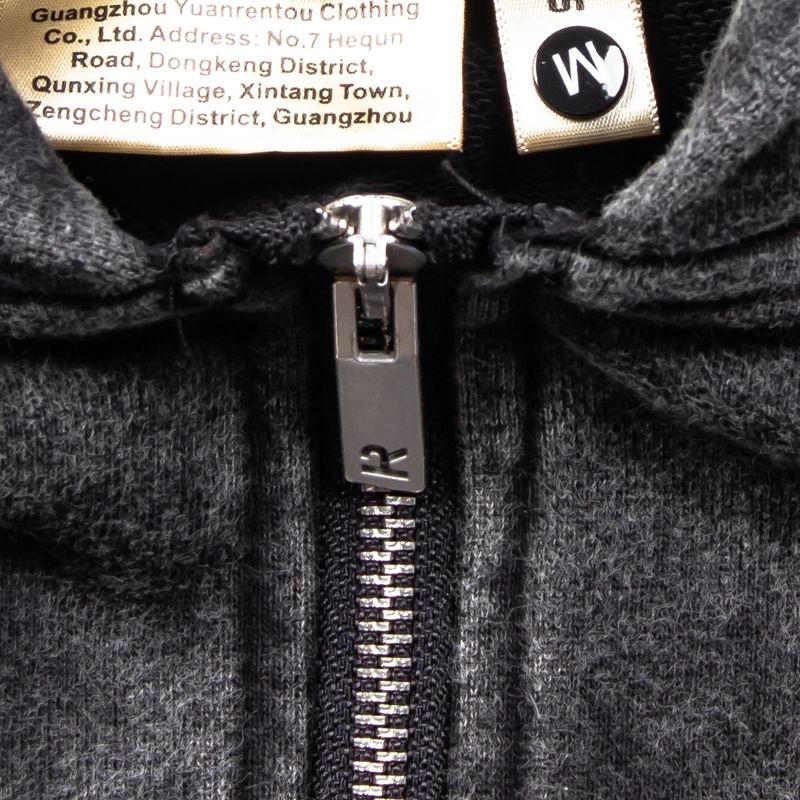 Guangzhou Yuanrentou Clothing
Co., Ltd. Address: No.7 Hequn
Road, Dongkeng District,
Qunxing Village, Xintang Town,
Zengcheng District, Guangzhou
M
R